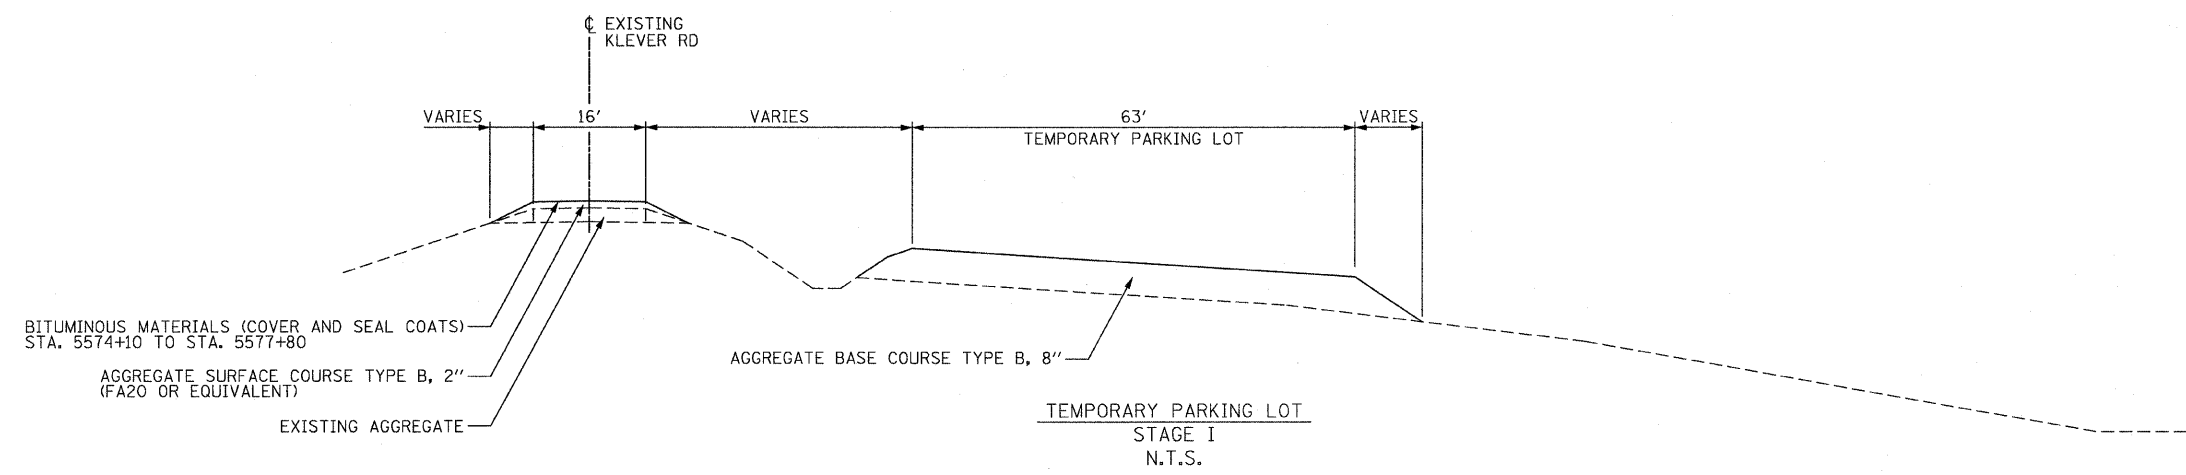 ℄ EXISTING
KLEVER RD
VARIES
16'
VARIES
63'
VARIES
TEMPORARY PARKING LOT
BITUMINOUS MATERIALS (COVER AND SEAL COATS)
STA. 5574+10 TO STA. 5577+80
AGGREGATE SURFACE COURSE TYPE B, 2"
(FA20 OR EQUIVALENT)
EXISTING AGGREGATE
AGGREGATE BASE COURSE TYPE B, 8"
TEMPORARY PARKING LOT
STAGE I
N.T.S.